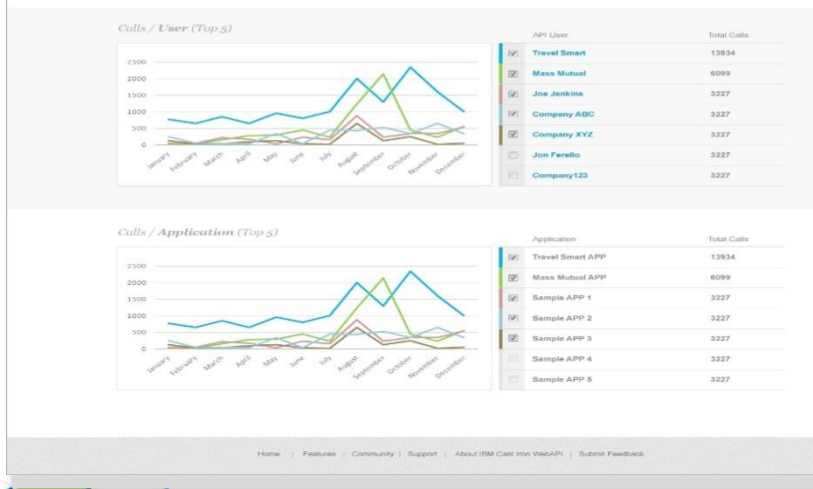 Calls / User (Top 5)
API User Total Calls
2500
2000
1500
1000
500
0
January February March April May June July August September October November December
Travel Smart 13934
Mass Mutual 6099
Joe Jenkins 3227
Company ABC 3227
Company XYZ 3227
Jon Ferello 3227
Company123 3227
Calls / Application (Top 5)
Application Total Calls
2500
2000
1500
1000
500
0
January February March April May June July August September October November December
Travel Smart APP 13934
Mass Mutual APP 6099
Sample APP 1 3227
Sample APP 2 3227
Sample APP 3 3227
Sample APP 4 3227
Sample APP 5 3227
Home | Features | Community | Support | About IBM Cast Iron WebAPI | Submit Feedback